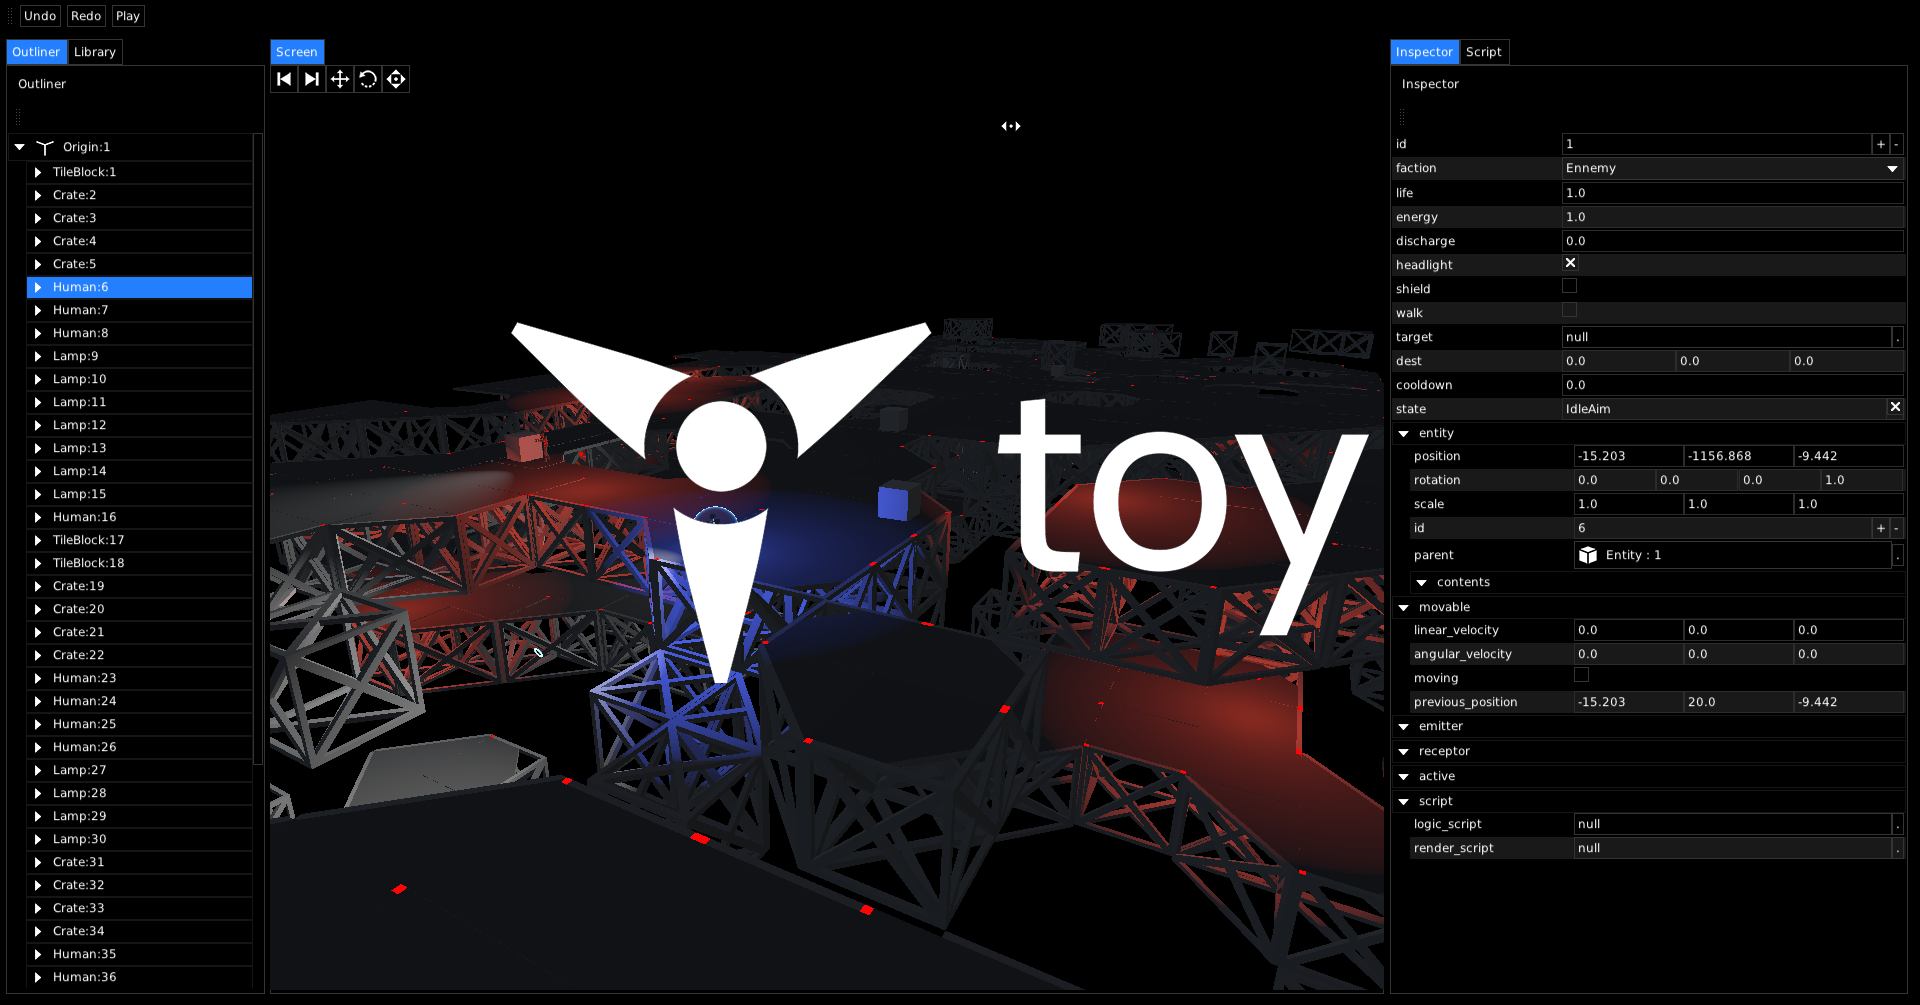 Undo Redo Play
Outliner Library
Screen
Inspector Script
Outliner
Inspector
Origin:1
TileBlock:1
Crate:2
Crate:3
Crate:4
Crate:5
Human:6
Human:7
Human:8
Lamp:9
Lamp:10
Lamp:11
Lamp:12
Lamp:13
Lamp:14
Lamp:15
Human:16
TileBlock:17
TileBlock:18
Crate:19
Crate:20
Crate:21
Crate:22
Human:23
Human:24
Human:25
Human:26
Lamp:27
Lamp:28
Lamp:29
Lamp:30
Crate:31
Crate:32
Crate:33
Crate:34
Human:35
Human:36
toy
id 1 + -
faction Ennemy
life 1.0
energy 1.0
discharge 0.0
headlight
shield
walk
target null .
dest 0.0 0.0 0.0
cooldown 0.0
state IdleAim
entity
position -15.203 -1156.868 -9.442
rotation 0.0 0.0 0.0 1.0
scale 1.0 1.0 1.0
id 6 + -
parent Entity : 1 .
contents
movable
linear_velocity 0.0 0.0 0.0
angular_velocity 0.0 0.0 0.0
moving
previous_position -15.203 20.0 -9.442
emitter
receptor
active
script
logic_script null .
render_script null .